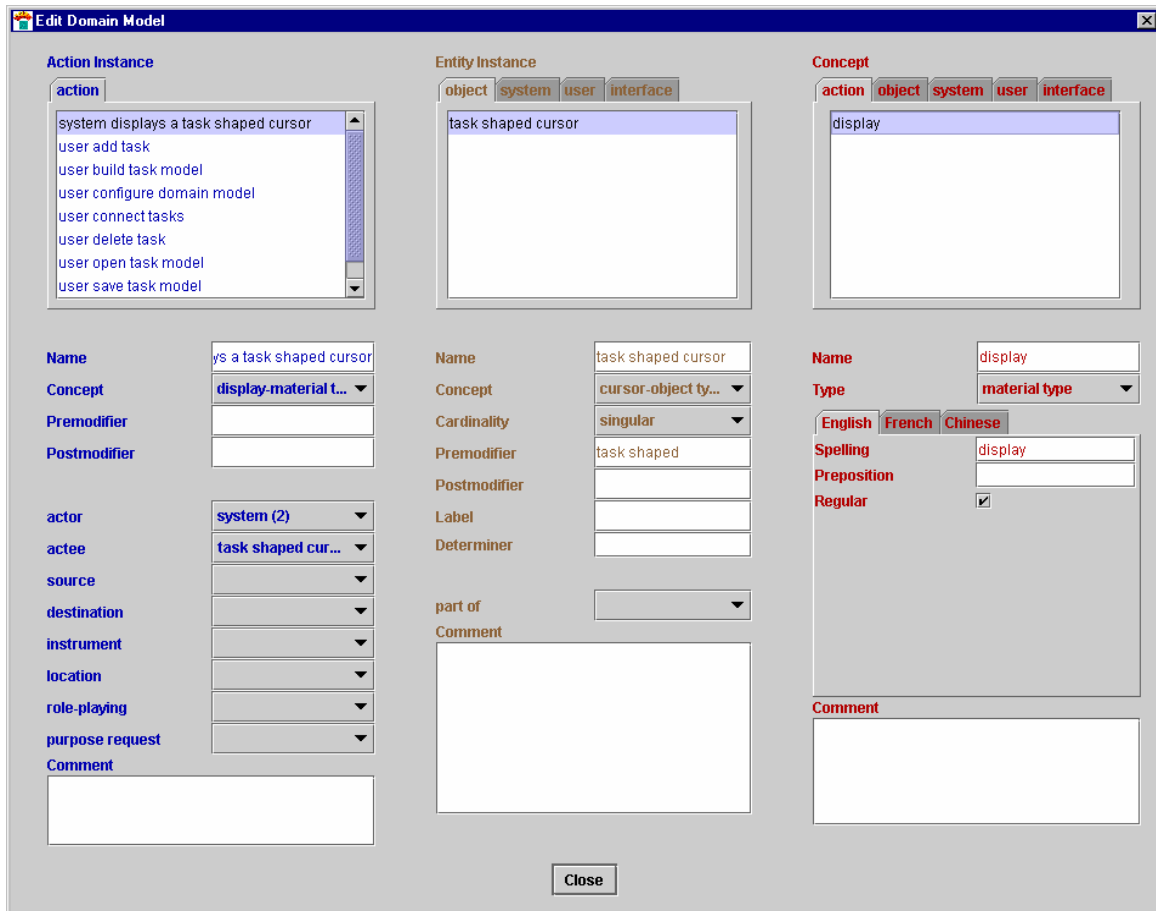 Edit Domain Model
Action Instance
action
system displays a task shaped cursor
user add task
user build task model
user configure domain model
user connect tasks
user delete task
user open task model
user save task model
Name
ys a task shaped cursor
Concept
display-material t...
Premodifier
Postmodifier
actor
system (2)
actee
task shaped cur...
source
destination
instrument
location
role-playing
purpose request
Comment
Entity Instance
object system user interface
task shaped cursor
Name
task shaped cursor
Concept
cursor-object ty...
Cardinality
singular
Premodifier
task shaped
Postmodifier
Label
Determiner
part of
Comment
Concept
action object system user interface
display
Name
display
Type
material type
English French Chinese
Spelling
display
Preposition
Regular
Comment
Close